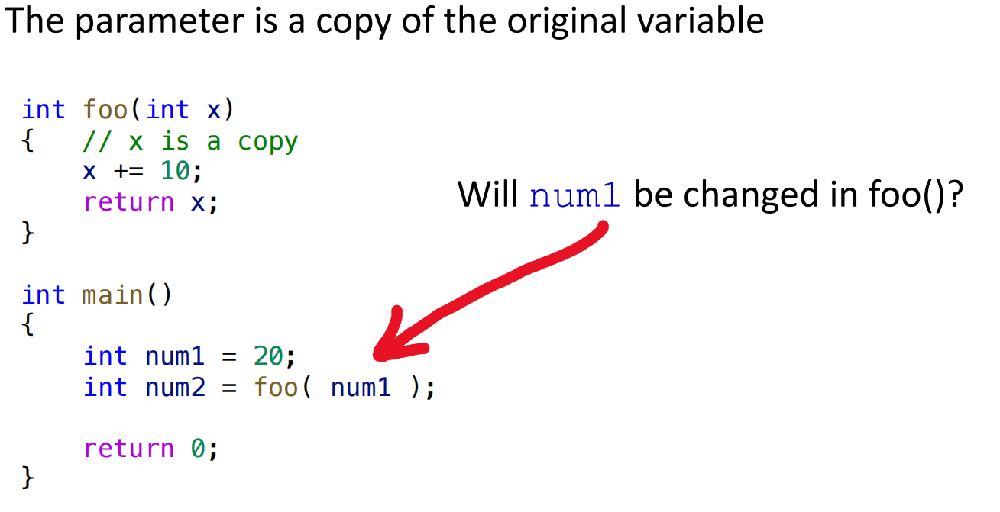 The parameter is a copy of the original variable
int foo(int x)
{   // x is a copy
    x += 10;
    return x;
}
Will num1 be changed in foo()?
int main()
{
    int num1 = 20;
    int num2 = foo( num1 );
    return 0;
}